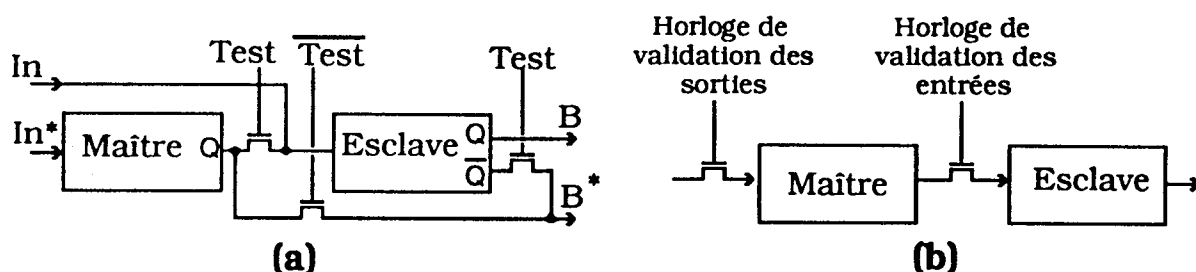 Test
Test
Test
In
In*
Maître Q
Esclave
Q
Q
B
B*
(a)
Horloge de
validation des
sorties
Horloge de
validation des
entrées
Maître
Esclave
(b)